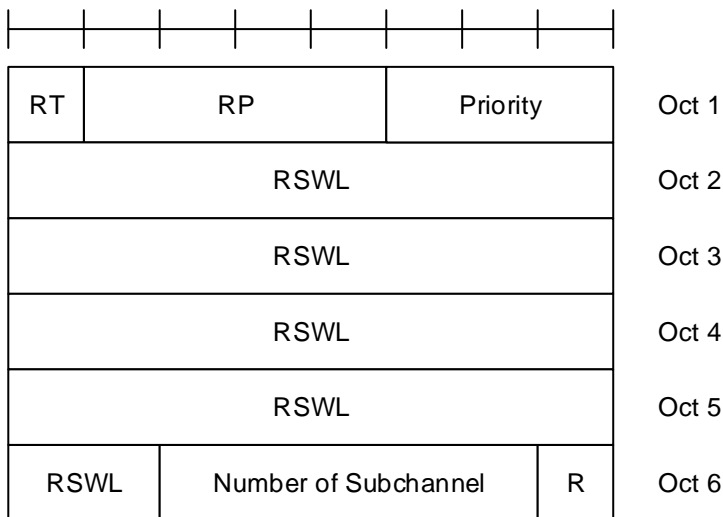 RT RP Priority Oct 1
RSWL Oct 2
RSWL Oct 3
RSWL Oct 4
RSWL Oct 5
RSWL Number of Subchannel R Oct 6